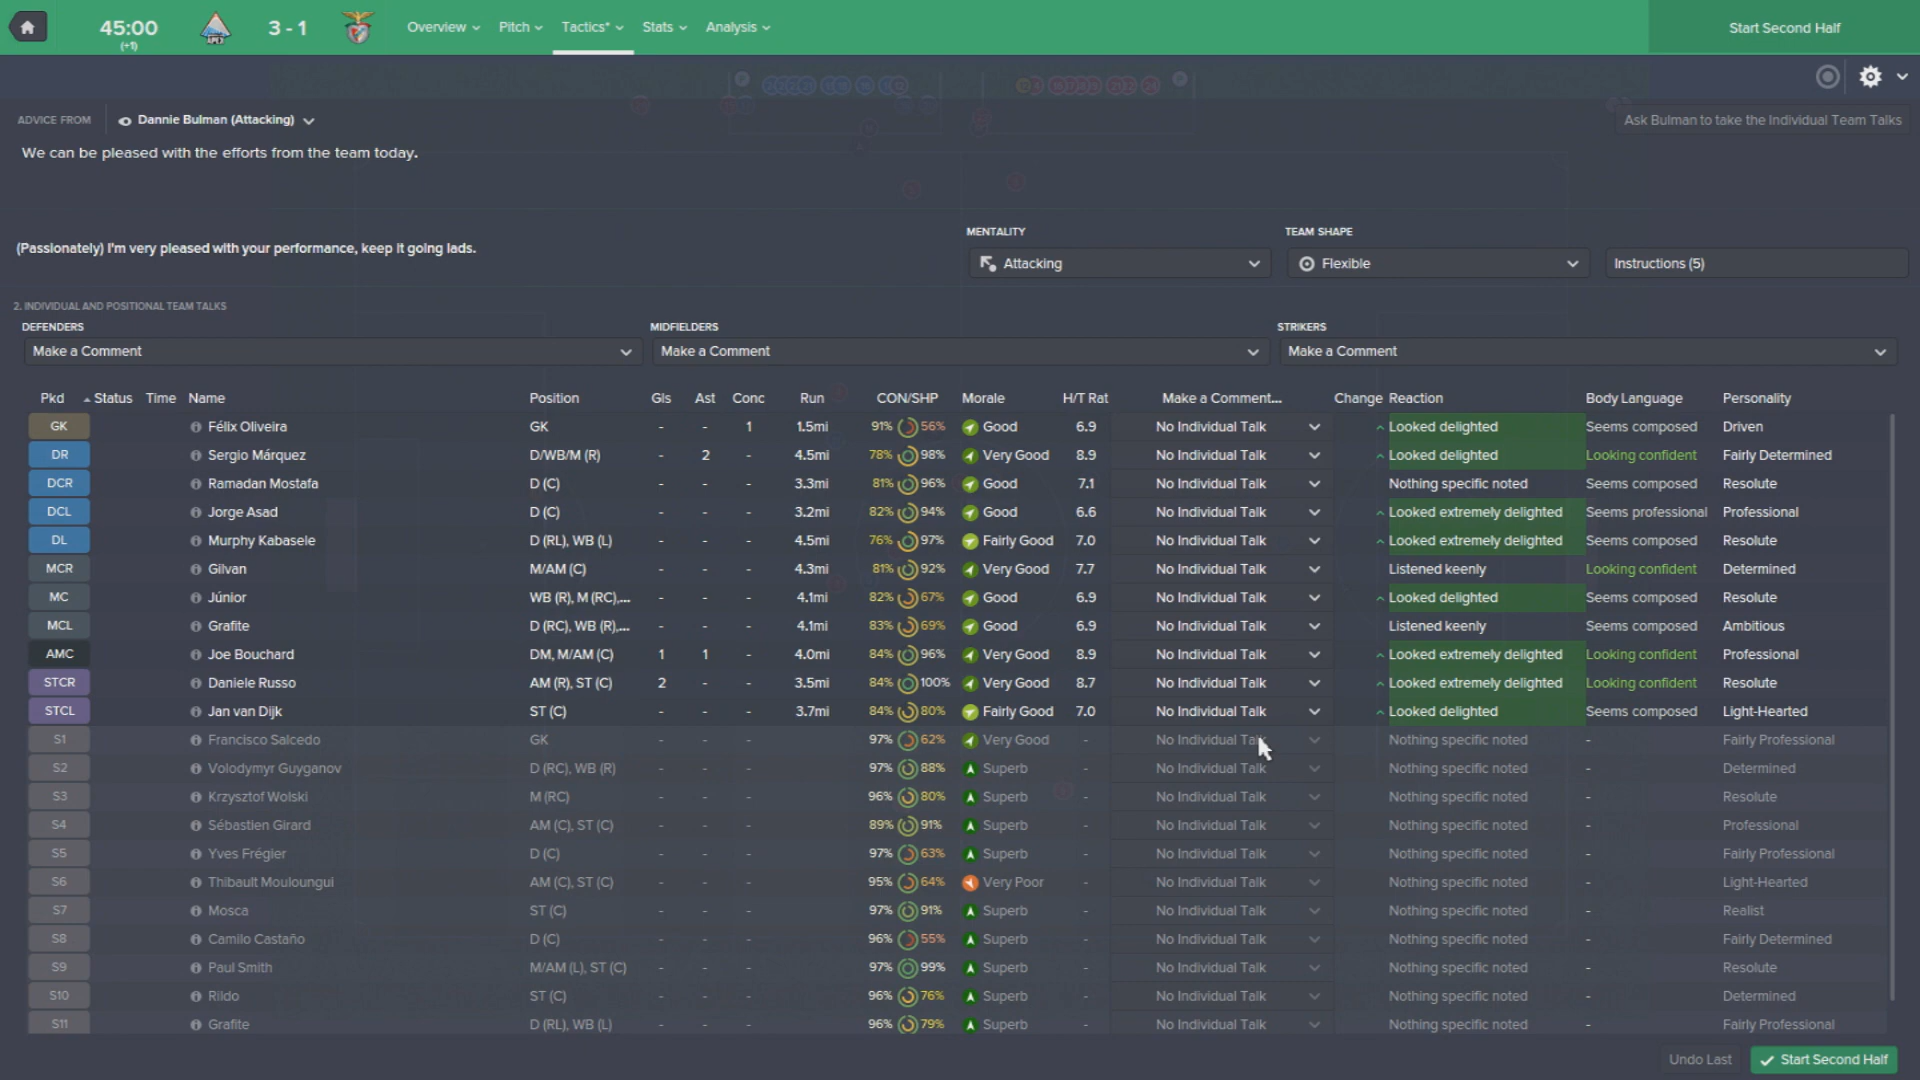 45:00
(+1)
APEX
3 - 1
Overview
Pitch
Tactics*
Stats
Analysis
Start Second Half
ADVICE FROM
Dannie Bulman (Attacking)
Ask Bulman to take the Individual Team Talks
We can be pleased with the efforts from the team today.
MENTALITY
TEAM SHAPE
(Passionately) I'm very pleased with your performance, keep it going lads.
Attacking
Flexible
Instructions (5)
2. INDIVIDUAL AND POSITIONAL TEAM TALKS
DEFENDERS
MIDFIELDERS
STRIKERS
Make a Comment
Make a Comment
Make a Comment
Pkd Status Time Name Position Gls Ast Conc Run CON/SHP Morale H/T Rat Make a Comment... Change Reaction Body Language Personality
GK Félix Oliveira GK - - 1 1.5mi 91% 56% Good 6.9 No Individual Talk Looked delighted Seems composed Driven
DR Sergio Márquez D/WB/M (R) - 2 - 4.5mi 78% 98% Very Good 8.9 No Individual Talk Looked delighted Looking confident Fairly Determined
DCR Ramadan Mostafa D (C) - - - 3.3mi 81% 96% Good 7.1 No Individual Talk Nothing specific noted Seems composed Resolute
DCL Jorge Asad D (C) - - - 3.2mi 82% 94% Good 6.6 No Individual Talk Looked extremely delighted Seems professional Professional
DL Murphy Kabasele D (RL), WB (L) - - - 4.5mi 76% 97% Fairly Good 7.0 No Individual Talk Looked extremely delighted Seems composed Resolute
MCR Gilvan M/AM (C) - - - 4.3mi 81% 92% Very Good 7.7 No Individual Talk Listened keenly Looking confident Determined
MC Júnior WB (R), M (RC),... - - - 4.1mi 82% 67% Good 6.9 No Individual Talk Looked delighted Seems composed Resolute
MCL Grafite D (RC), WB (R),... - - - 4.1mi 83% 69% Good 6.9 No Individual Talk Listened keenly Seems composed Ambitious
AMC Joe Bouchard DM, M/AM (C) 1 1 - 4.0mi 84% 96% Very Good 8.9 No Individual Talk Looked extremely delighted Looking confident Professional
STCR Daniele Russo AM (R), ST (C) 2 - - 3.5mi 84% 100% Very Good 8.7 No Individual Talk Looked extremely delighted Looking confident Resolute
STCL Jan van Dijk ST (C) - - - 3.7mi 84% 80% Fairly Good 7.0 No Individual Talk Looked delighted Seems composed Light-Hearted
S1 Francisco Salcedo GK - - - 97% 62% Very Good - No Individual Talk Nothing specific noted - Fairly Professional
S2 Volodymyr Guyganov D (RC), WB (R) - - - 97% 88% Superb - No Individual Talk Nothing specific noted - Determined
S3 Krzysztof Wolski M (RC) - - - 96% 80% Superb - No Individual Talk Nothing specific noted - Resolute
S4 Sébastien Girard AM (C), ST (C) - - - 89% 91% Superb - No Individual Talk Nothing specific noted - Professional
S5 Yves Frégier D (C) - - - 97% 63% Superb - No Individual Talk Nothing specific noted - Fairly Professional
S6 Thibault Mouloungui AM (C), ST (C) - - - 95% 64% Very Poor - No Individual Talk Nothing specific noted - Light-Hearted
S7 Mosca ST (C) - - - 97% 91% Superb - No Individual Talk Nothing specific noted - Realist
S8 Camilo Castaño D (C) - - - 96% 55% Superb - No Individual Talk Nothing specific noted - Fairly Determined
S9 Paul Smith M/AM (L), ST (C) - - - 97% 99% Superb - No Individual Talk Nothing specific noted - Resolute
S10 Rildo ST (C) - - - 96% 76% Superb - No Individual Talk Nothing specific noted - Determined
S11 Grafite D (RL), WB (L) - - - 96% 79% Superb - No Individual Talk Nothing specific noted - Fairly Professional
Undo Last
Start Second Half